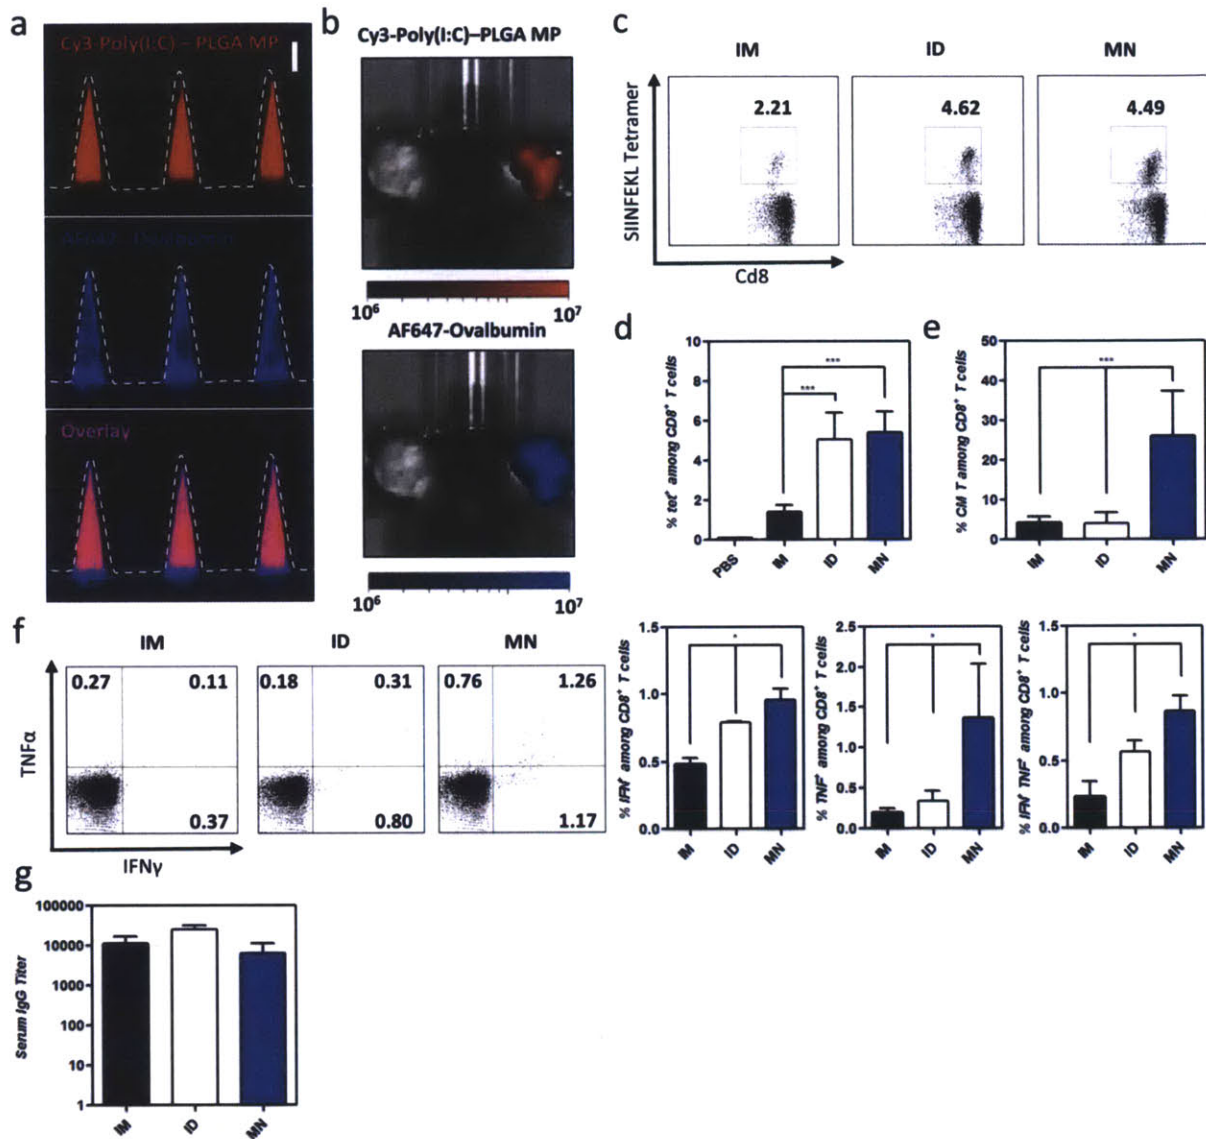 a
Cy3-Poly(I:C) – PLGA MP
AF647- Ovalbumin
Overlay
b
Cy3-Poly(I:C)–PLGA MP
10⁶ 10⁷
AF647-Ovalbumin
10⁶ 10⁷
c
IM ID MN
SIINFEKL Tetramer
2.21 4.62 4.49
Cd8
d
% tet⁺ among CD8⁺ T cells
10
8
6
4
2
0
***
***
PBS IM ID MN
e
% CM T among CD8⁺ T cells
50
40
30
20
10
0
***
IM ID MN
f
IM ID MN
TNFα
0.27 0.11 0.18 0.31 0.76 1.26
0.37 0.80 1.17
IFNγ
% IFN⁺ among CD8⁺ T cells
1.5
1.0
0.5
0.0
*
IM ID MN
% TNF⁺ among CD8⁺ T cells
2.5
2.0
1.5
1.0
0.5
0.0
*
IM ID MN
% IFN⁺ TNF⁺ among CD8⁺ T cells
1.5
1.0
0.5
0.0
*
IM ID MN
g
Serum IgG Titer
100000
10000
1000
100
10
1
IM ID MN